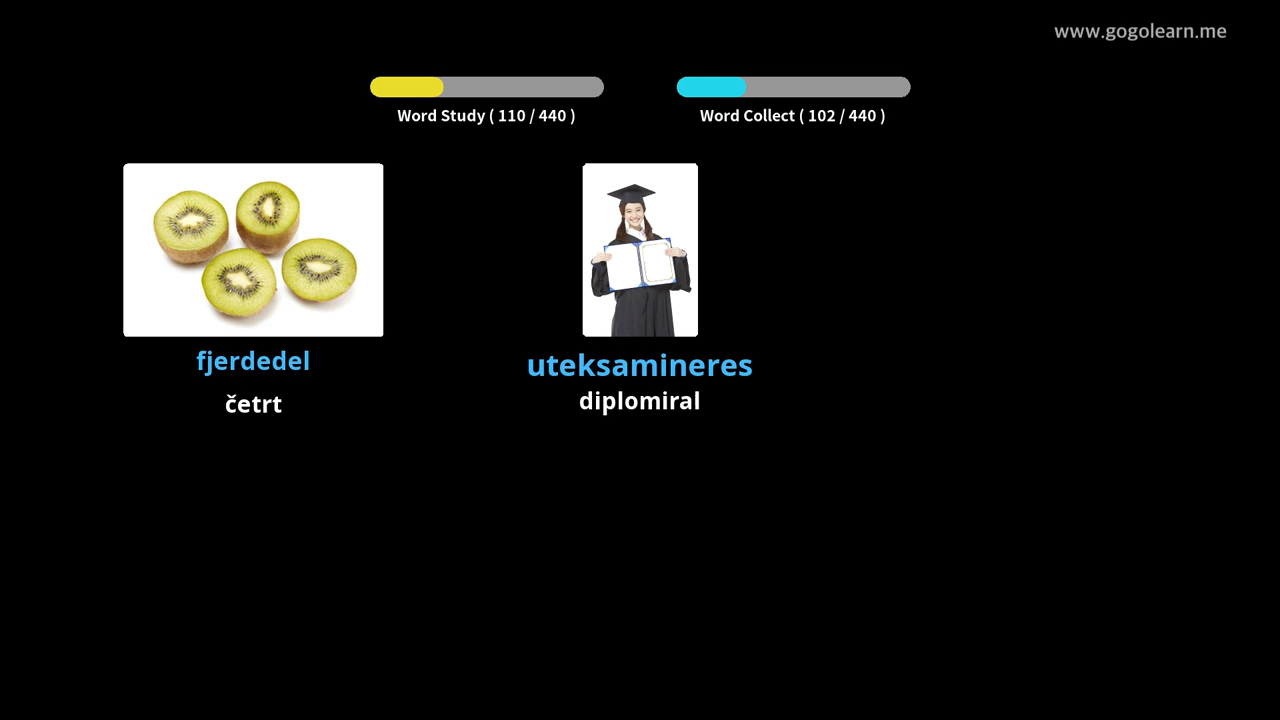 www.gogolearn.me
Word Study ( 110 / 440 )
Word Collect ( 102 / 440 )
fjerdedel
četrt
uteksamineres
diplomiral